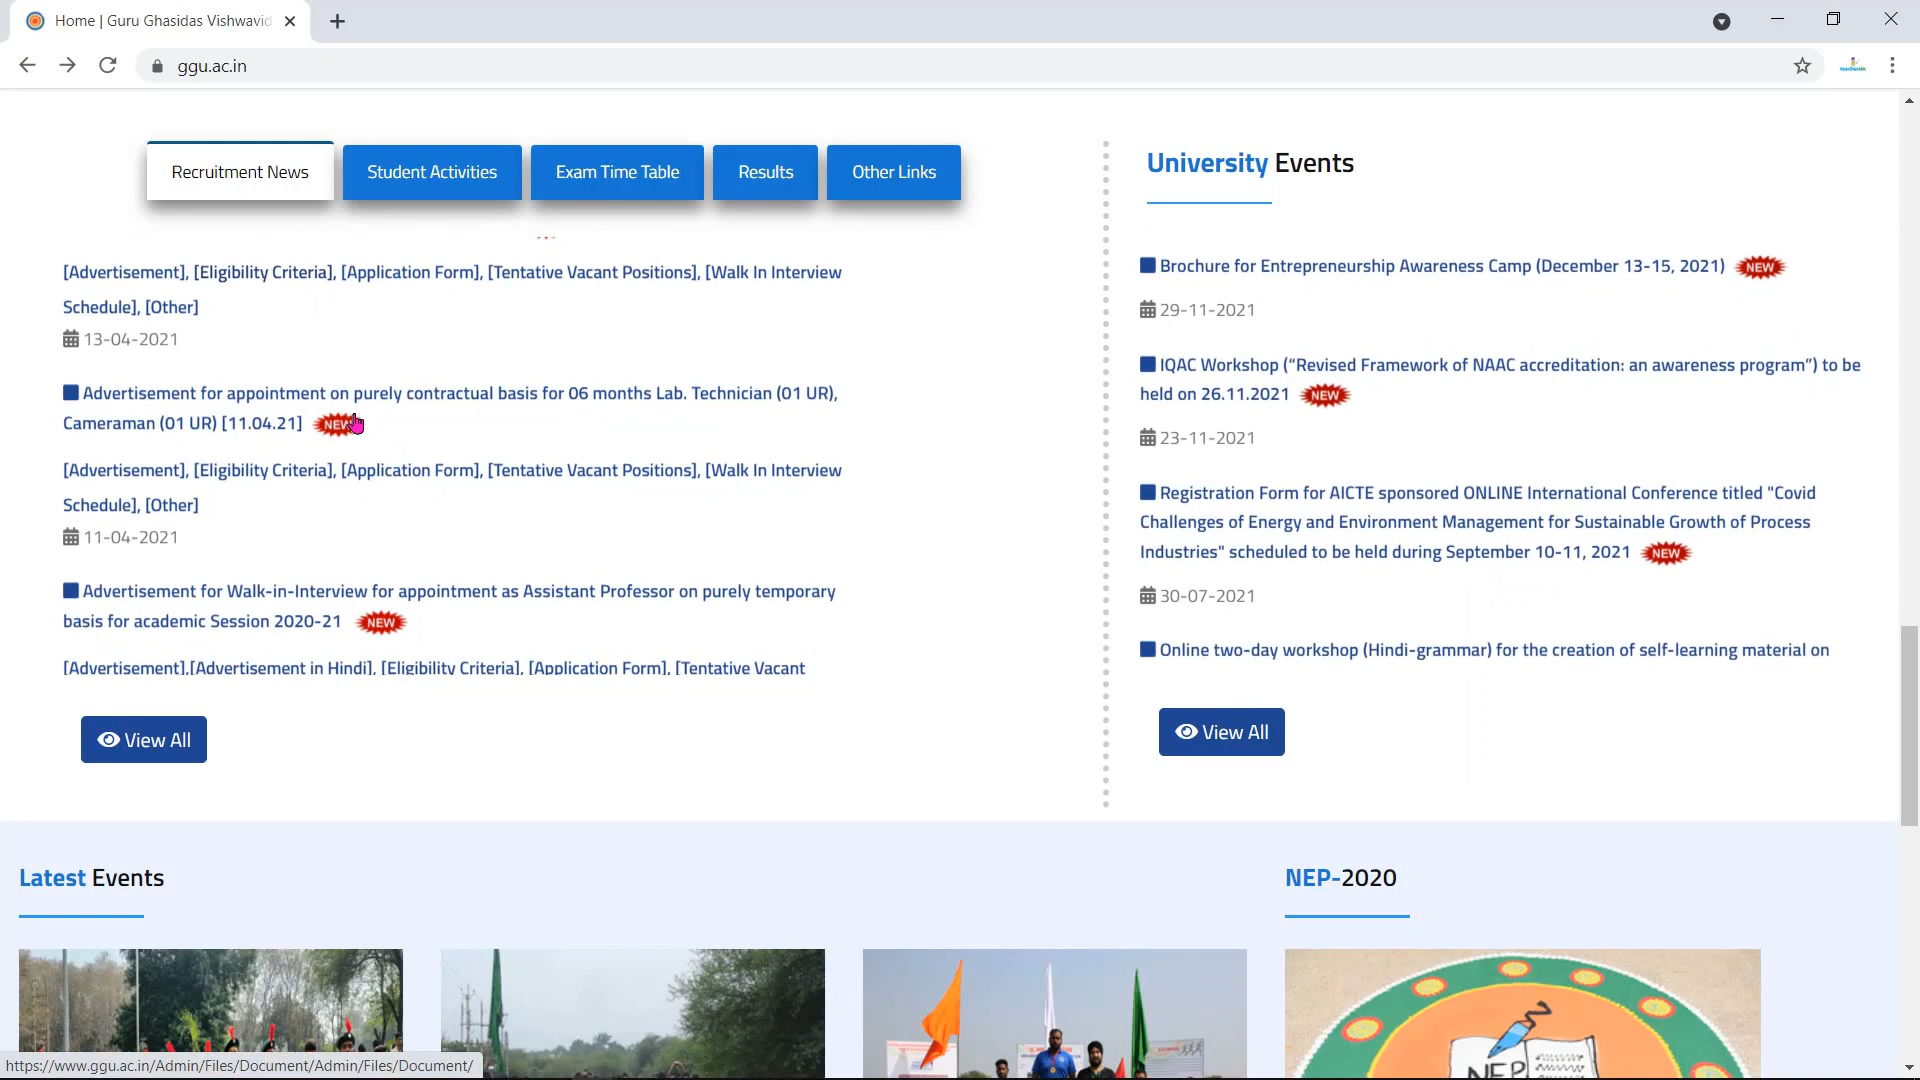 Home | Guru Ghasidas Vishwavid
ggu.ac.in
Recruitment News
Student Activities
Exam Time Table
Results
Other Links
[Advertisement], [Eligibility Criteria], [Application Form], [Tentative Vacant Positions], [Walk In Interview
Schedule], [Other]
13-04-2021
Advertisement for appointment on purely contractual basis for 06 months Lab. Technician (01 UR),
Cameraman (01 UR) [11.04.21] NEW
[Advertisement], [Eligibility Criteria], [Application Form], [Tentative Vacant Positions], [Walk In Interview
Schedule], [Other]
11-04-2021
Advertisement for Walk-in-Interview for appointment as Assistant Professor on purely temporary
basis for academic Session 2020-21 NEW
[Advertisement],[Advertisement in Hindi], [Eligibility Criteria], [Application Form], [Tentative Vacant
View All
University Events
Brochure for Entrepreneurship Awareness Camp (December 13-15, 2021) NEW
29-11-2021
IQAC Workshop (“Revised Framework of NAAC accreditation: an awareness program”) to be
held on 26.11.2021 NEW
23-11-2021
Registration Form for AICTE sponsored ONLINE International Conference titled "Covid
Challenges of Energy and Environment Management for Sustainable Growth of Process
Industries" scheduled to be held during September 10-11, 2021 NEW
30-07-2021
Online two-day workshop (Hindi-grammar) for the creation of self-learning material on
View All
Latest Events
NEP-2020
NEP
https://www.ggu.ac.in/Admin/Files/Document/Admin/Files/Document/